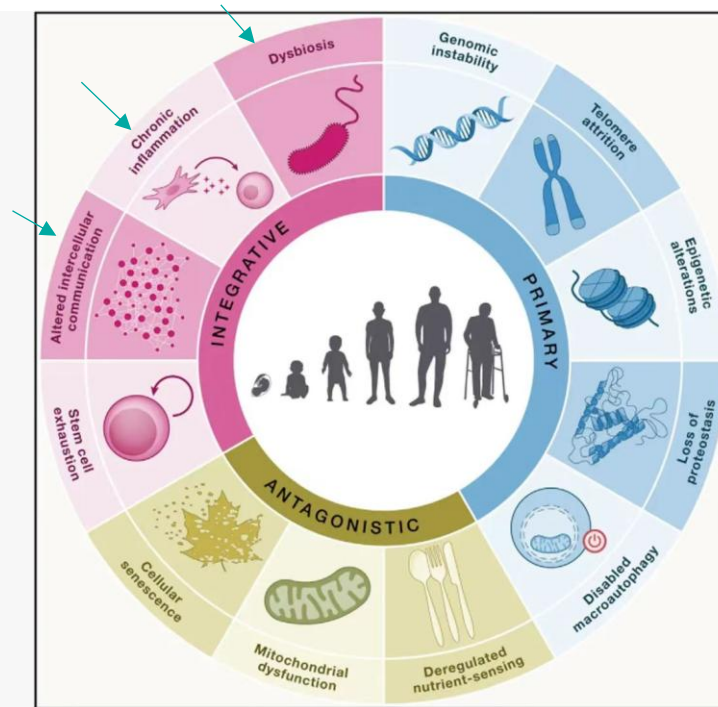 Dysbiosis
Genomic
instability
Telomere
attrition
Epigenetic
alterations
Loss of
proteostasis
Disabled
macroautophagy
Deregulated
nutrient-sensing
Mitochondrial
dysfunction
Cellular
senescence
Stem cell
exhaustion
Altered intercellular
communication
Chronic
inflammation
INTEGRATIVE
PRIMARY
ANTAGONISTIC